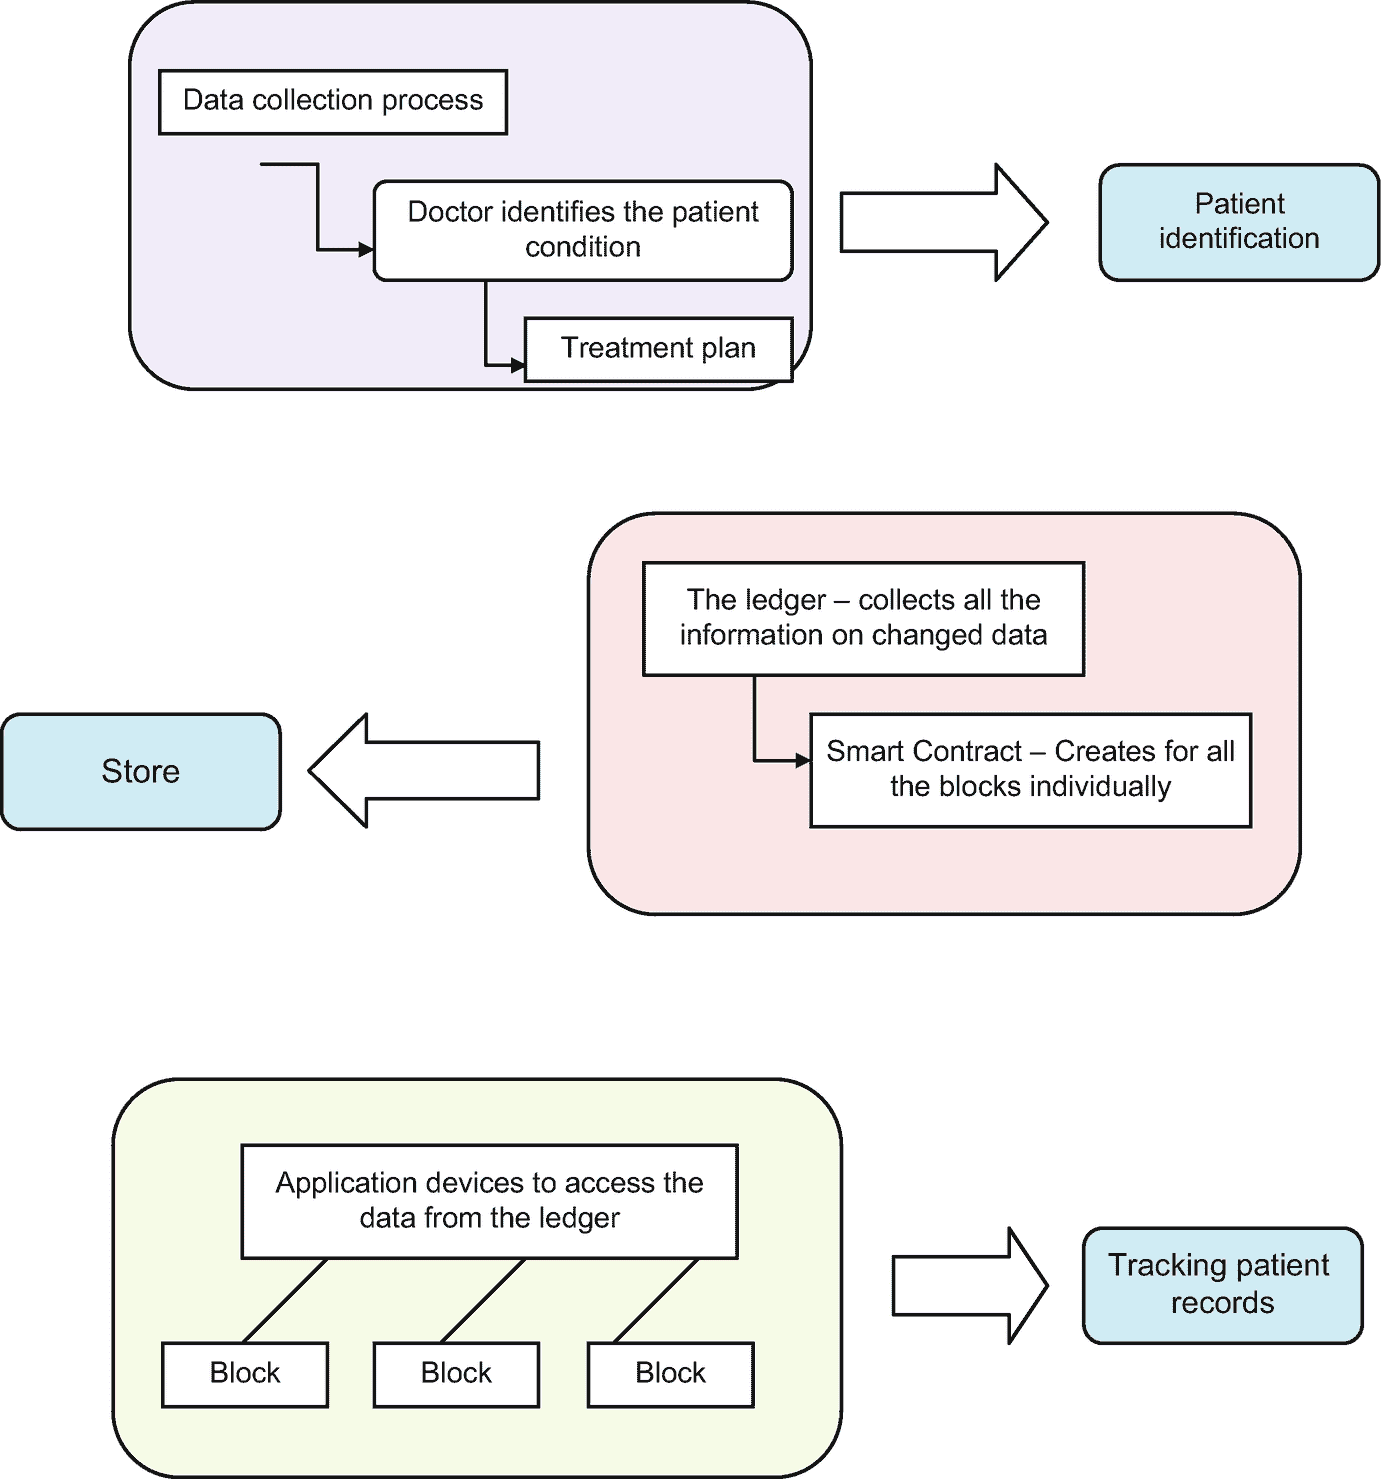 Data collection process
Doctor identifies the patient
condition
Treatment plan
Patient
identification
The ledger – collects all the
information on changed data
Smart Contract – Creates for all
the blocks individually
Store
Application devices to access the
data from the ledger
Block
Block
Block
Tracking patient
records